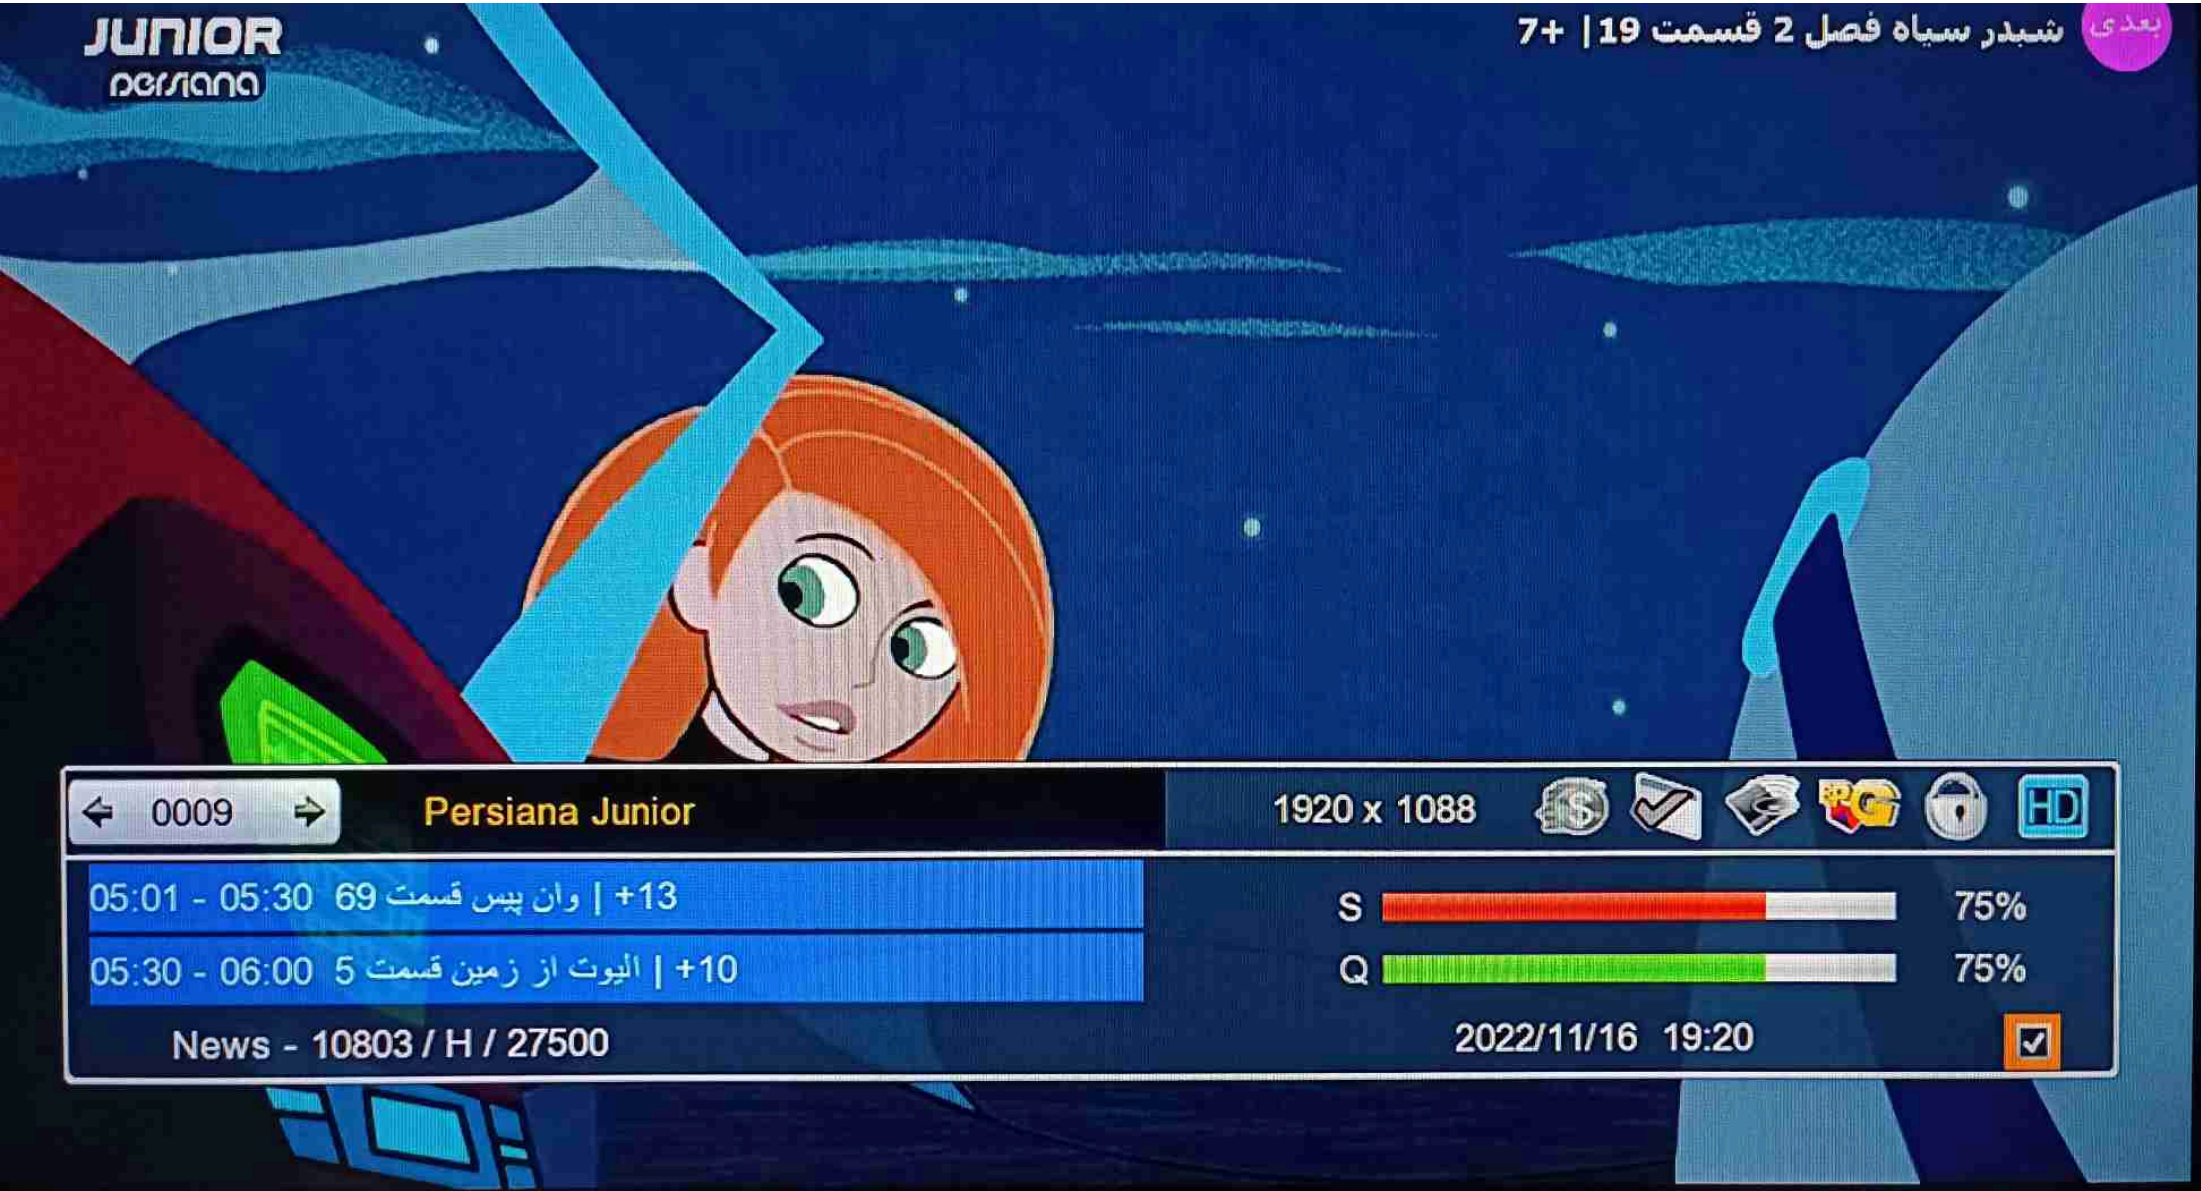 JUNIOR
persiana
بعدی
شبدر سیاه فصل 2 قسمت 19 | +7
0009
Persiana Junior
1920 x 1088
$
PG
HD
05:01 - 05:30 وان پیس قسمت 69 | +13
05:30 - 06:00 الیوت از زمین قسمت 5 | +10
S 75%
Q 75%
News - 10803 / H / 27500
2022/11/16 19:20